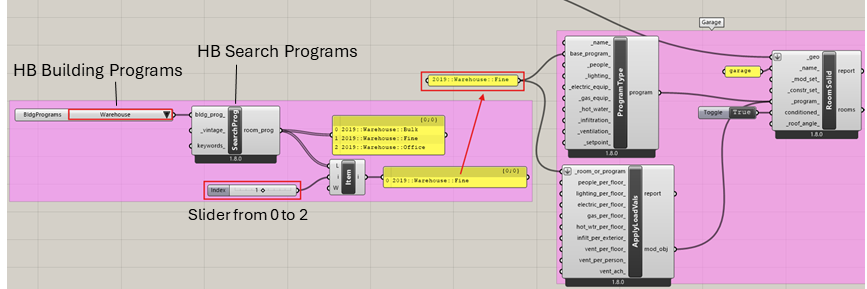 HB Search Programs
HB Building Programs
BldgPrograms
Warehouse
bldg_prog_
_vintage_
keywords_
SearchProg
room_prog
1.8.0
{0;0}
0 2019::Warehouse::Bulk
1 2019::Warehouse::Fine
2 2019::Warehouse::Office
Index
1
L
i
W
Item
i
{0;0}
0 2019::Warehouse::Fine
Slider from 0 to 2
2019::Warehouse::Fine
_name_
base_program_
_people_
_lighting_
_electric_equip_
_gas_equip_
_hot_water_
_infiltration_
_ventilation_
_setpoint_
ProgramType
program
1.8.0
_room_or_program
people_per_floor_
lighting_per_floor_
electric_per_floor_
gas_per_floor_
hot_wtr_per_floor_
infilt_per_exterior_
vent_per_floor_
vent_per_person_
vent_ach_
ApplyLoadVals
report
mod_obj
1.8.0
Garage
garage
Toggle
True
_geo
_name_
_mod_set_
_constr_set_
_program_
conditioned_
_roof_angle_
RoomSolid
report
rooms
1.8.0